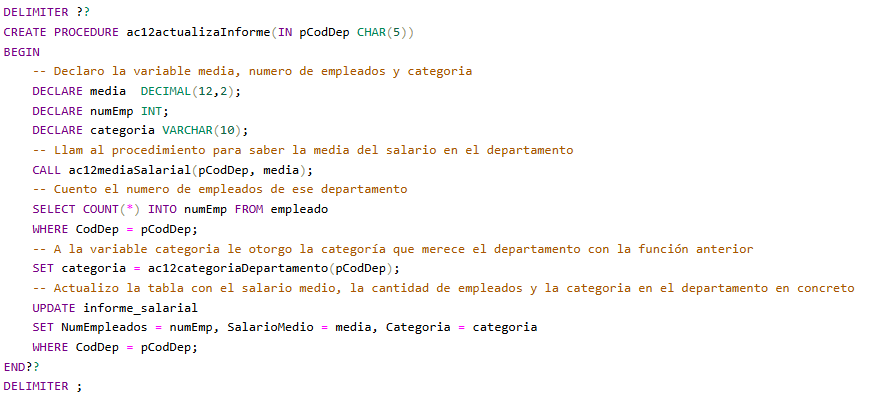 DELIMITER ??
CREATE PROCEDURE ac12actualizaInforme(IN pCodDep CHAR(5))
BEGIN
    -- Declaro la variable media, numero de empleados y categoria
    DECLARE media  DECIMAL(12,2);
    DECLARE numEmp INT;
    DECLARE categoria VARCHAR(10);
    -- Llam al procedimiento para saber la media del salario en el departamento
    CALL ac12mediaSalarial(pCodDep, media);
    -- Cuento el numero de empleados de ese departamento
    SELECT COUNT(*) INTO numEmp FROM empleado
    WHERE CodDep = pCodDep;
    -- A la variable categoria le otorgo la categoría que merece el departamento con la función anterior
    SET categoria = ac12categoriaDepartamento(pCodDep);
    -- Actualizo la tabla con el salario medio, la cantidad de empleados y la categoria en el departamento en concreto
    UPDATE informe_salarial
    SET NumEmpleados = numEmp, SalarioMedio = media, Categoria = categoria
    WHERE CodDep = pCodDep;
END??
DELIMITER ;